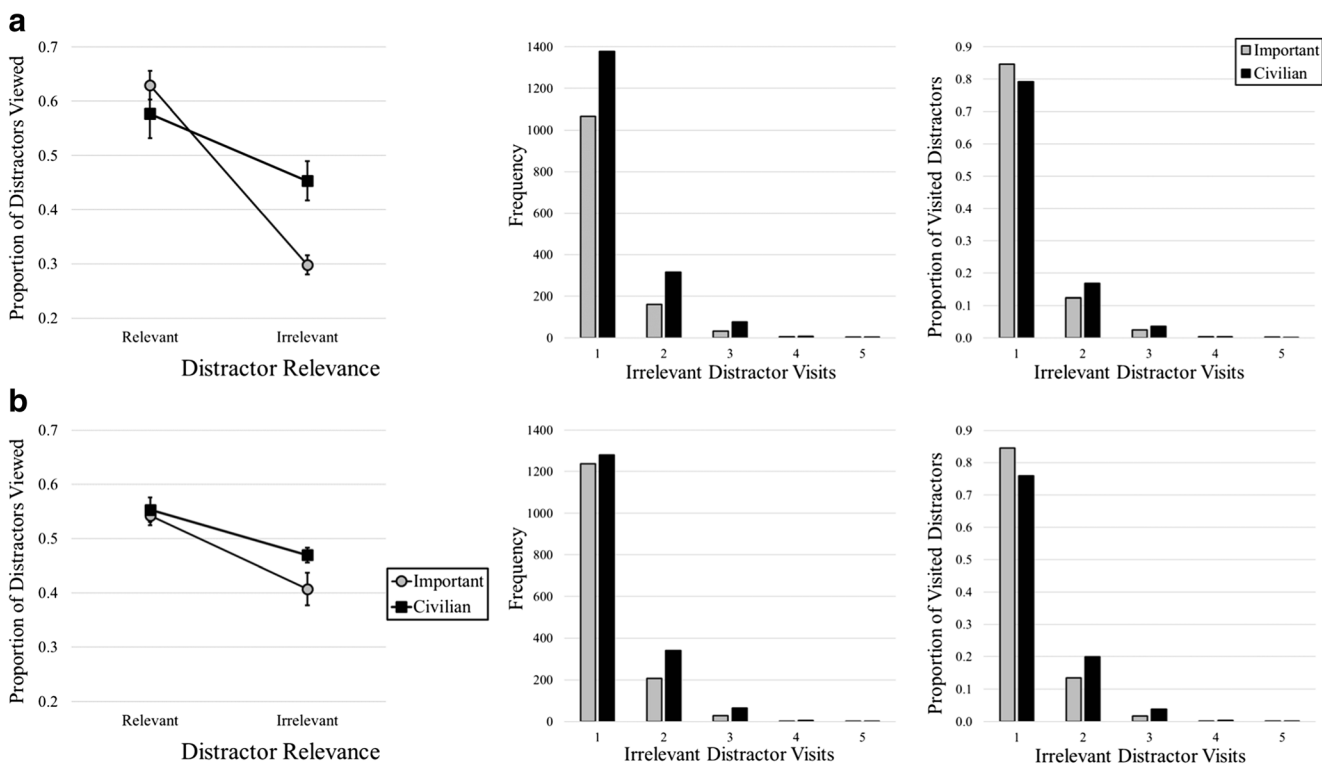 a
Proportion of Distractors Viewed
0.7
0.6
0.5
0.4
0.3
0.2
Relevant Irrelevant
Distractor Relevance
Frequency
1400
1200
1000
800
600
400
200
0
1 2 3 4 5
Irrelevant Distractor Visits
Proportion of Visited Distractors
0.9
0.8
0.7
0.6
0.5
0.4
0.3
0.2
0.1
0.0
1 2 3 4 5
Irrelevant Distractor Visits
Important
Civilian
b
Proportion of Distractors Viewed
0.7
0.6
0.5
0.4
0.3
0.2
Relevant Irrelevant
Distractor Relevance
Important
Civilian
Frequency
1400
1200
1000
800
600
400
200
0
1 2 3 4 5
Irrelevant Distractor Visits
Proportion of Visited Distractors
0.9
0.8
0.7
0.6
0.5
0.4
0.3
0.2
0.1
0.0
1 2 3 4 5
Irrelevant Distractor Visits